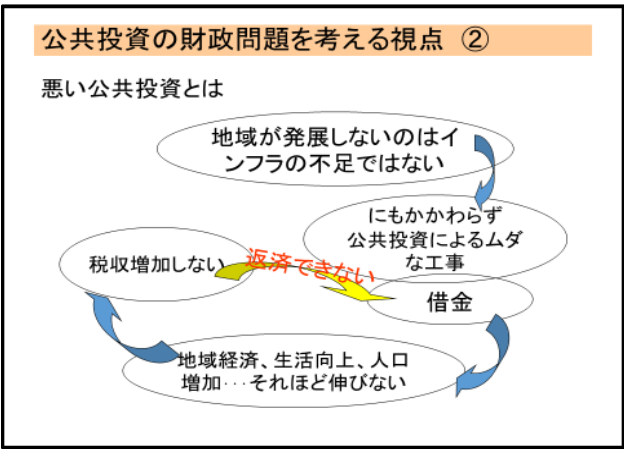 公共投資の財政問題を考える視点 ②
悪い公共投資とは
地域が発展しないのはイ
ンフラの不足ではない
にもかかわらず
公共投資によるムダ
な工事
税収増加しない
返済できない
借金
地域経済、生活向上、人口
増加･･･それほど伸びない